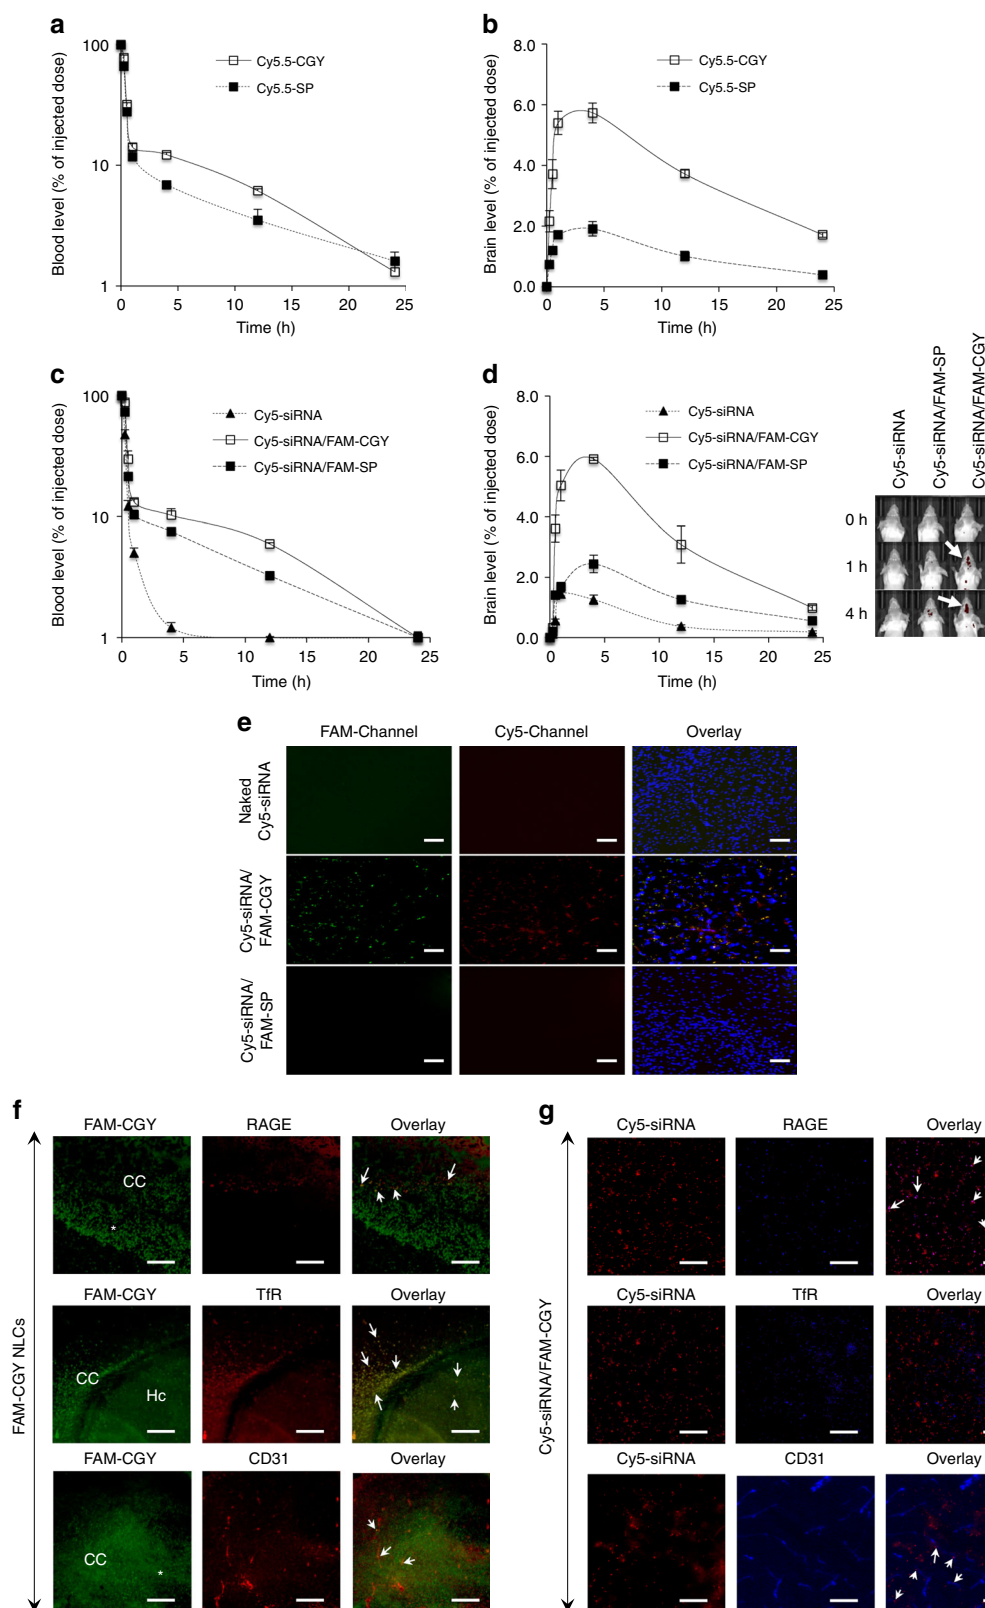 a
Blood level (% of injected dose)
100
10
1
0 5 10 15 20 25
Time (h)
Cy5.5-CGY
Cy5.5-SP
b
Brain level (% of injected dose)
8.0
6.0
4.0
2.0
0.0
0 5 10 15 20 25
Time (h)
Cy5.5-CGY
Cy5.5-SP
c
Blood level (% of injected dose)
100
10
1
0 5 10 15 20 25
Time (h)
Cy5-siRNA
Cy5-siRNA/FAM-CGY
Cy5-siRNA/FAM-SP
d
Brain level (% of injected dose)
8.0
6.0
4.0
2.0
0.0
0 5 10 15 20 25
Time (h)
Cy5-siRNA
Cy5-siRNA/FAM-CGY
Cy5-siRNA/FAM-SP
Cy5-siRNA
Cy5-siRNA/FAM-SP
Cy5-siRNA/FAM-CGY
0 h
1 h
4 h
e
FAM-Channel Cy5-Channel Overlay
Naked
Cy5-siRNA
Cy5-siRNA/
FAM-CGY
Cy5-siRNA/
FAM-SP
f
FAM-CGY NLCs
FAM-CGY RAGE Overlay
CC
*
FAM-CGY TfR Overlay
CC
Hc
FAM-CGY CD31 Overlay
CC
*
g
Cy5-siRNA/FAM-CGY
Cy5-siRNA RAGE Overlay
Cy5-siRNA TfR Overlay
Cy5-siRNA CD31 Overlay